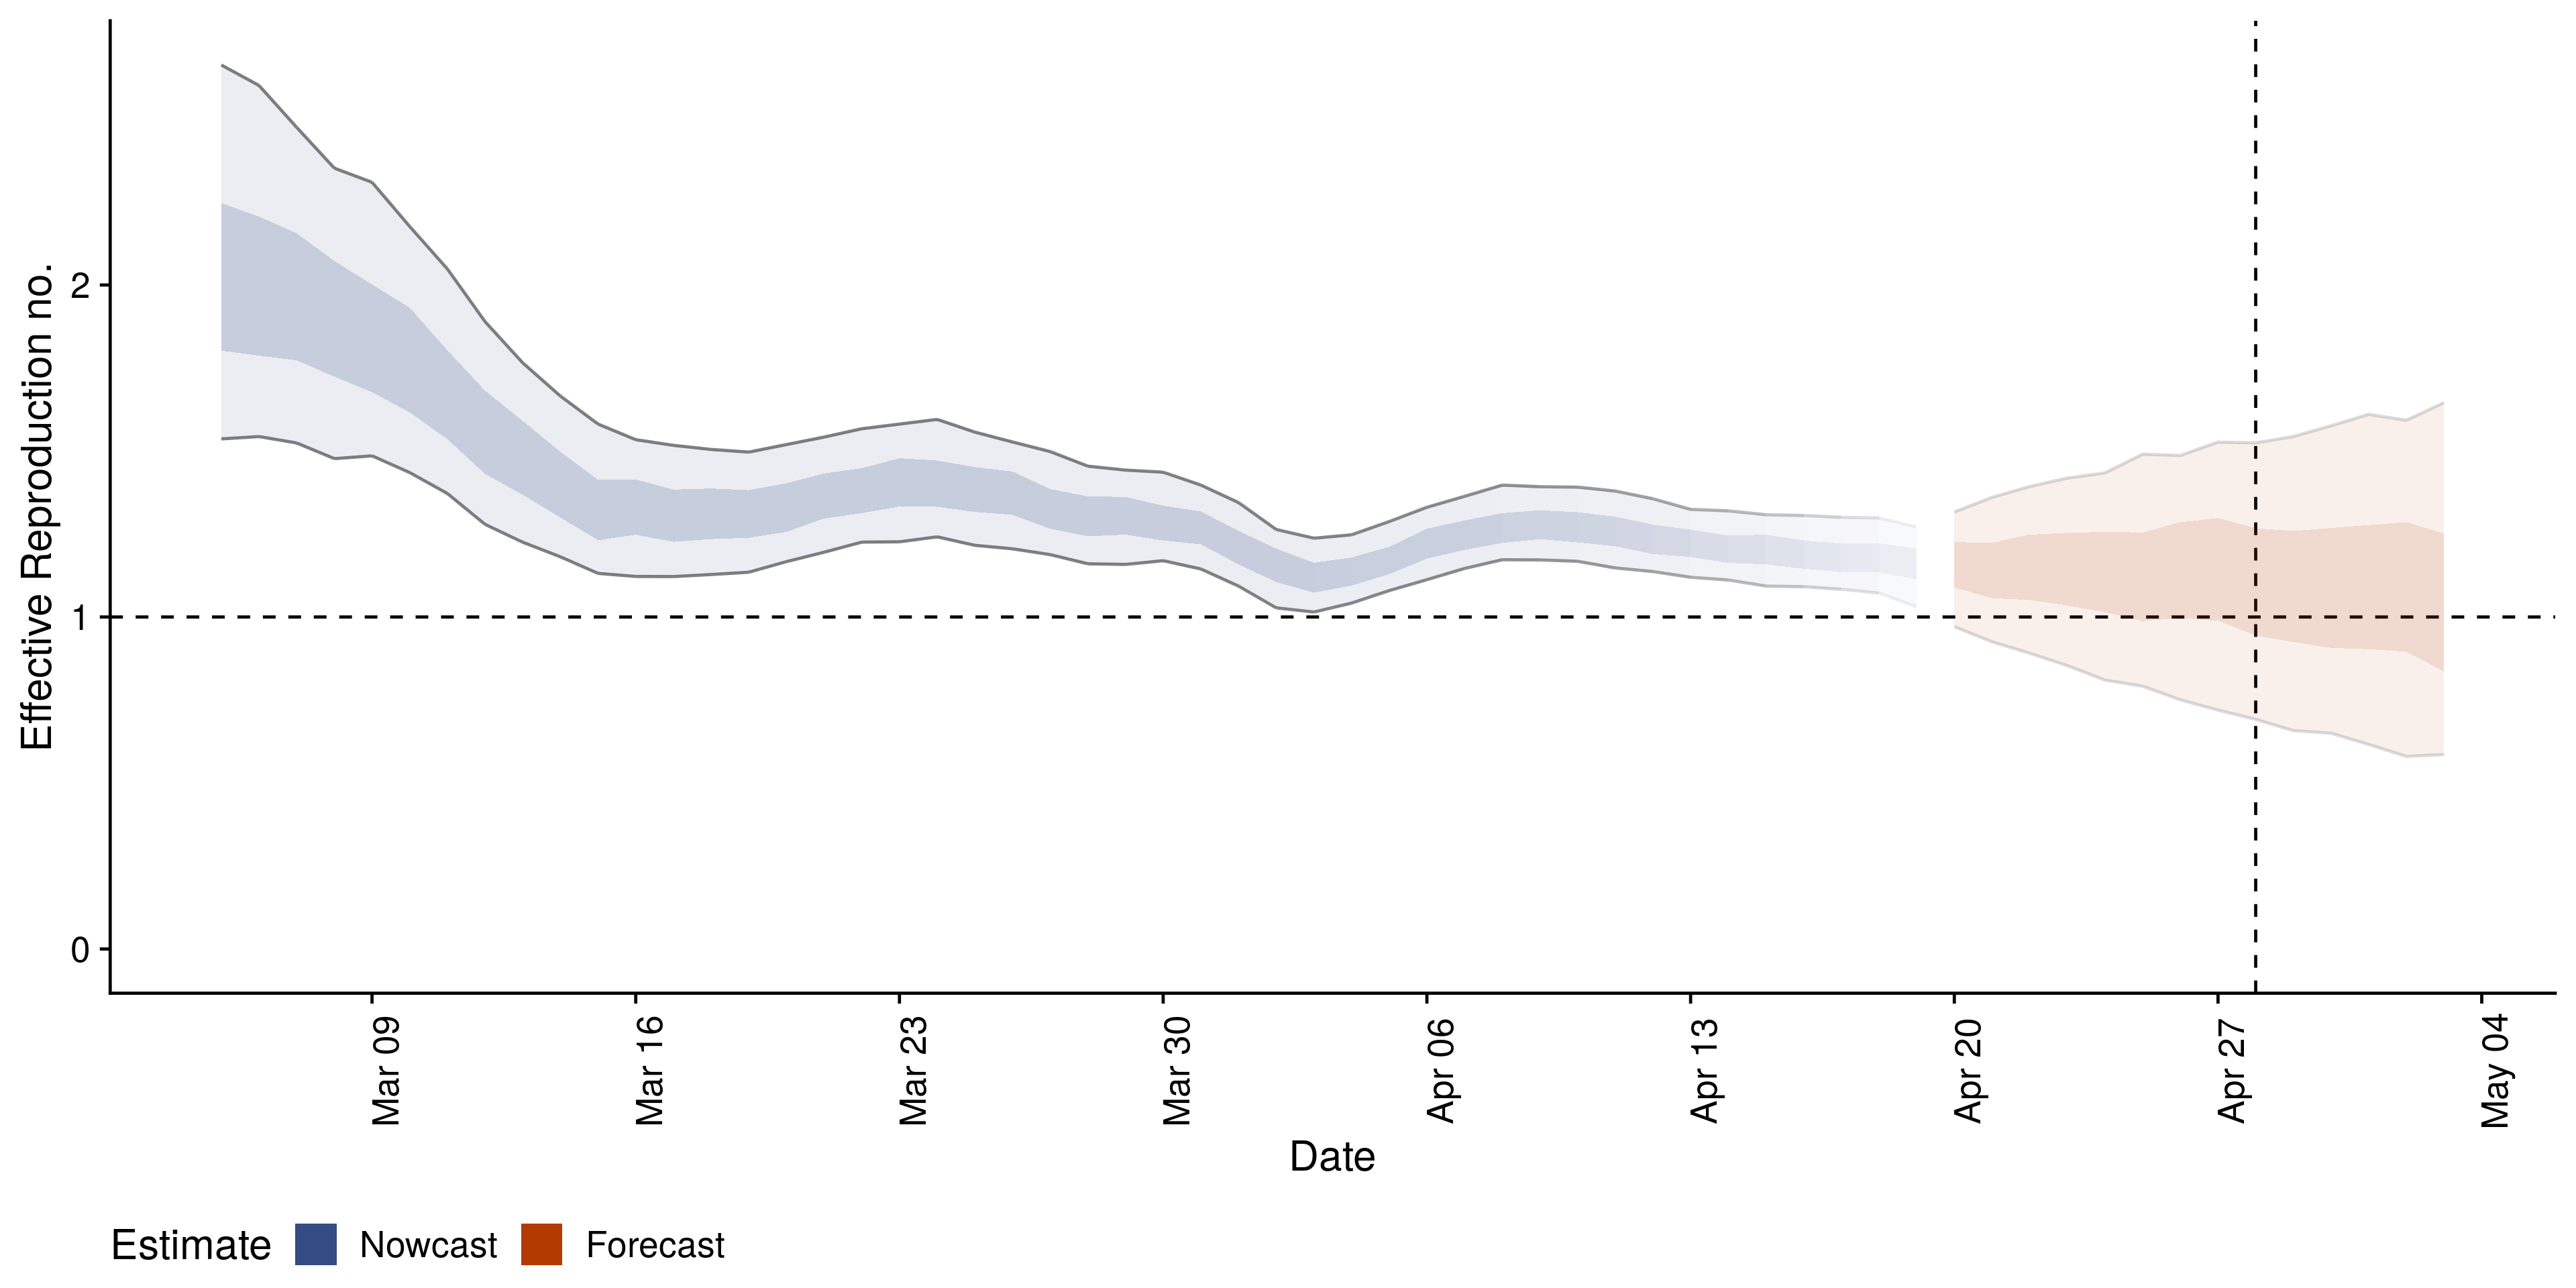 Effective Reproduction no.
2
1
0
Mar 09
Mar 16
Mar 23
Mar 30
Apr 06
Apr 13
Apr 20
Apr 27
May 04
Date
Estimate Nowcast Forecast